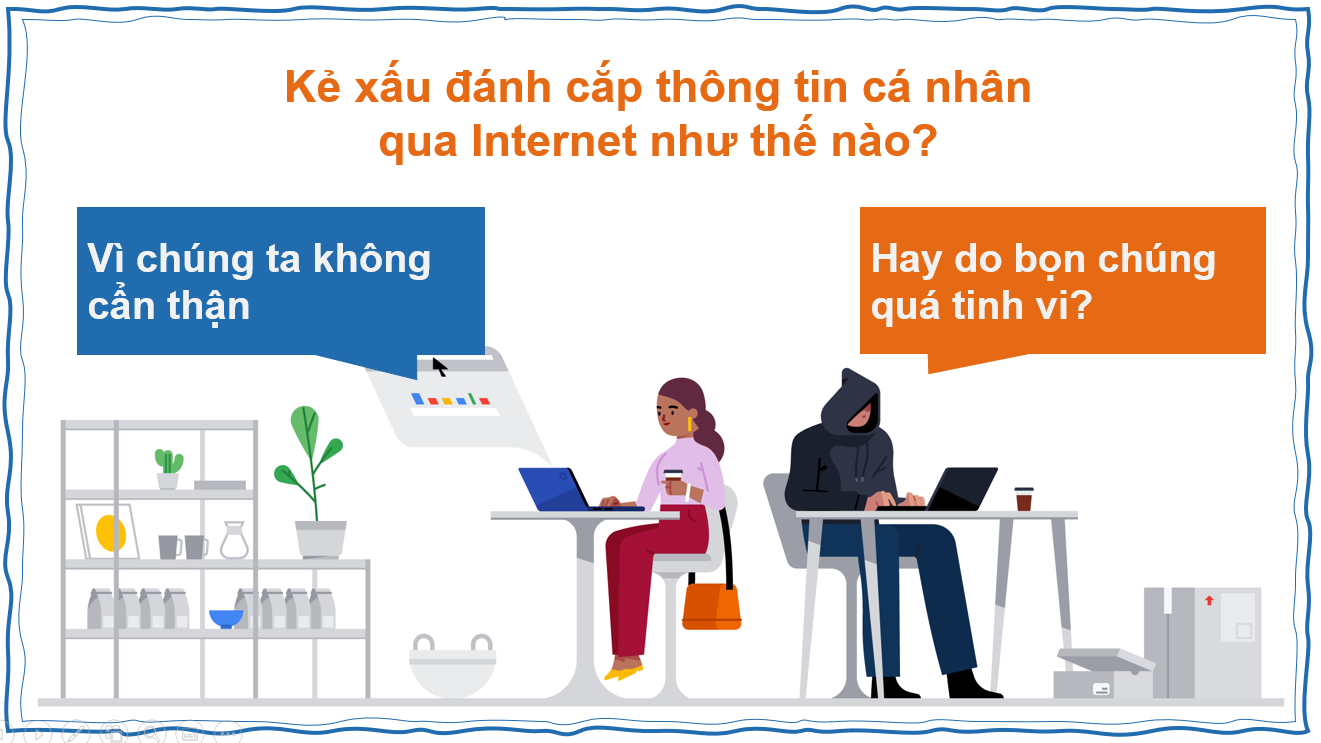 Kẻ xấu đánh cắp thông tin cá nhân
qua Internet như thế nào?
Vì chúng ta không
cẩn thận
Hay do bọn chúng
quá tinh vi?